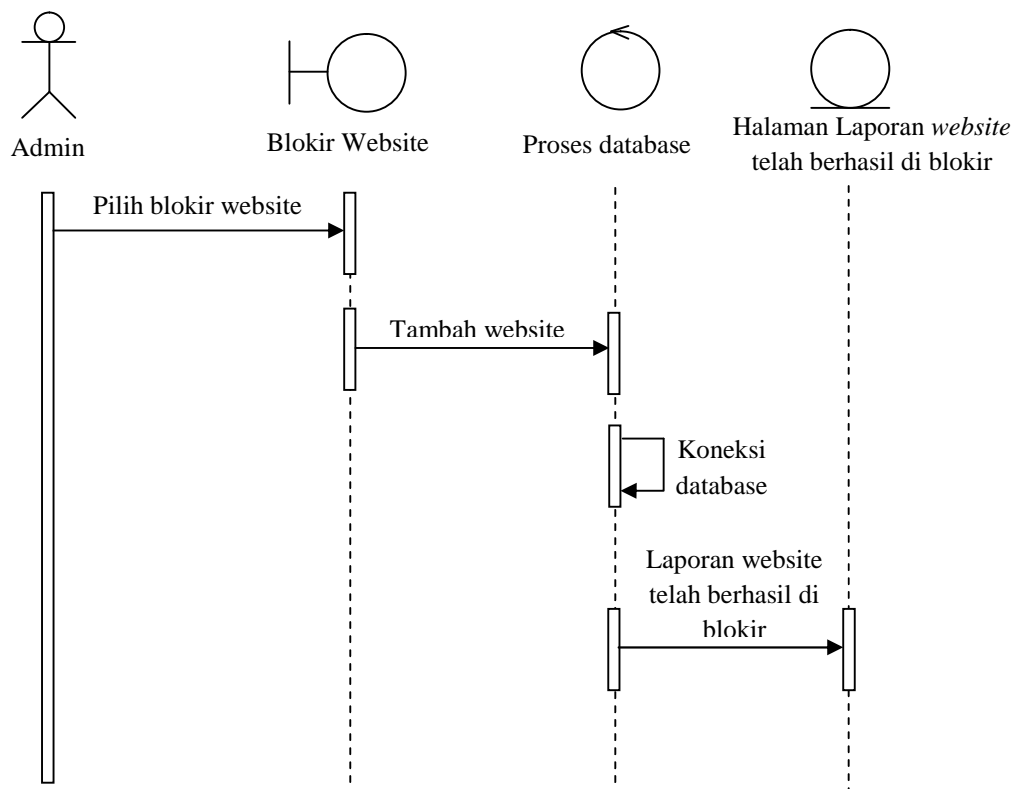 Admin
Blokir Website
Proses database
Halaman Laporan website
telah berhasil di blokir
Pilih blokir website
Tambah website
Koneksi
database
Laporan website
telah berhasil di
blokir